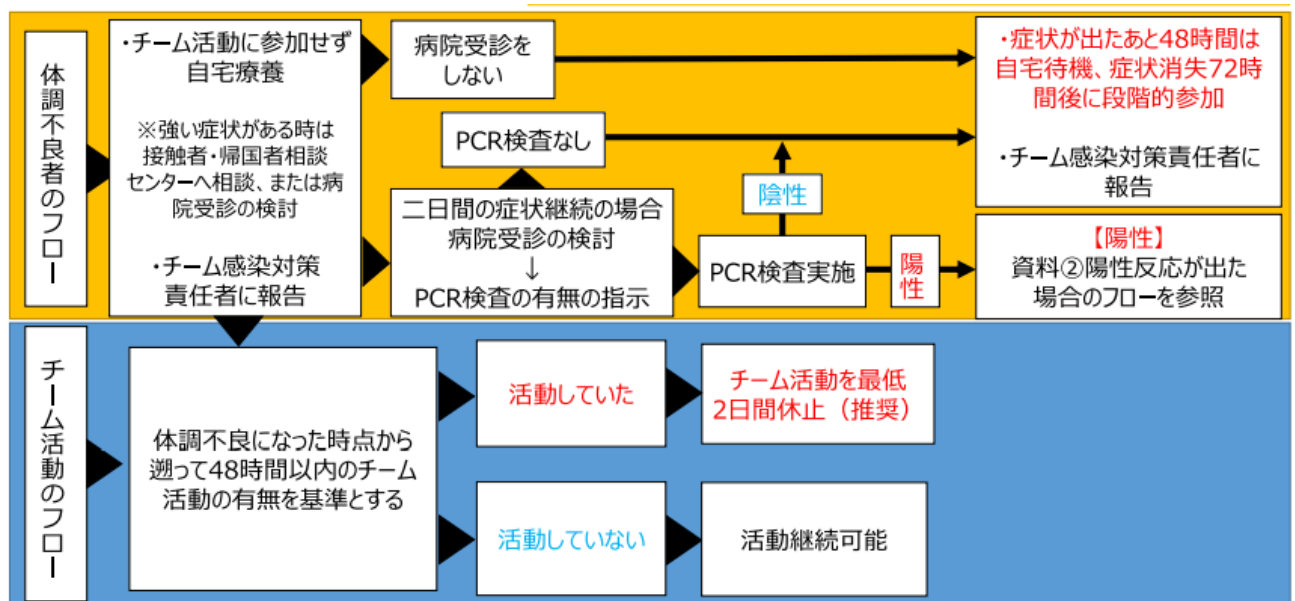 体調不良者のフロー
・チーム活動に参加せず
自宅療養
※強い症状がある時は
接触者・帰国者相談
センターへ相談、または病
院受診の検討
・チーム感染対策
責任者に報告
病院受診を
しない
PCR検査なし
二日間の症状継続の場合
病院受診の検討
↓
PCR検査の有無の指示
陰性
PCR検査実施
陽性
・症状が出たあと48時間は
自宅待機、症状消失72時
間後に段階的参加
・チーム感染対策責任者に
報告
【陽性】
資料②陽性反応が出た
場合のフローを参照
チーム活動のフロー
体調不良になった時点から
遡って48時間以内のチーム
活動の有無を基準とする
活動していた
チーム活動を最低
2日間休止（推奨）
活動していない
活動継続可能